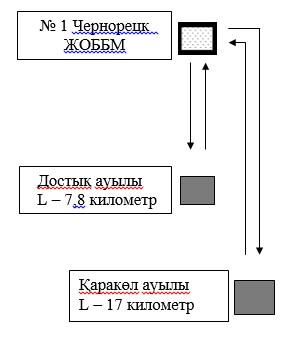 № 1 Чернорецк
ЖОББМ
Достық ауылы
L – 7,8 километр
Қаракөл ауылы
L – 17 километр